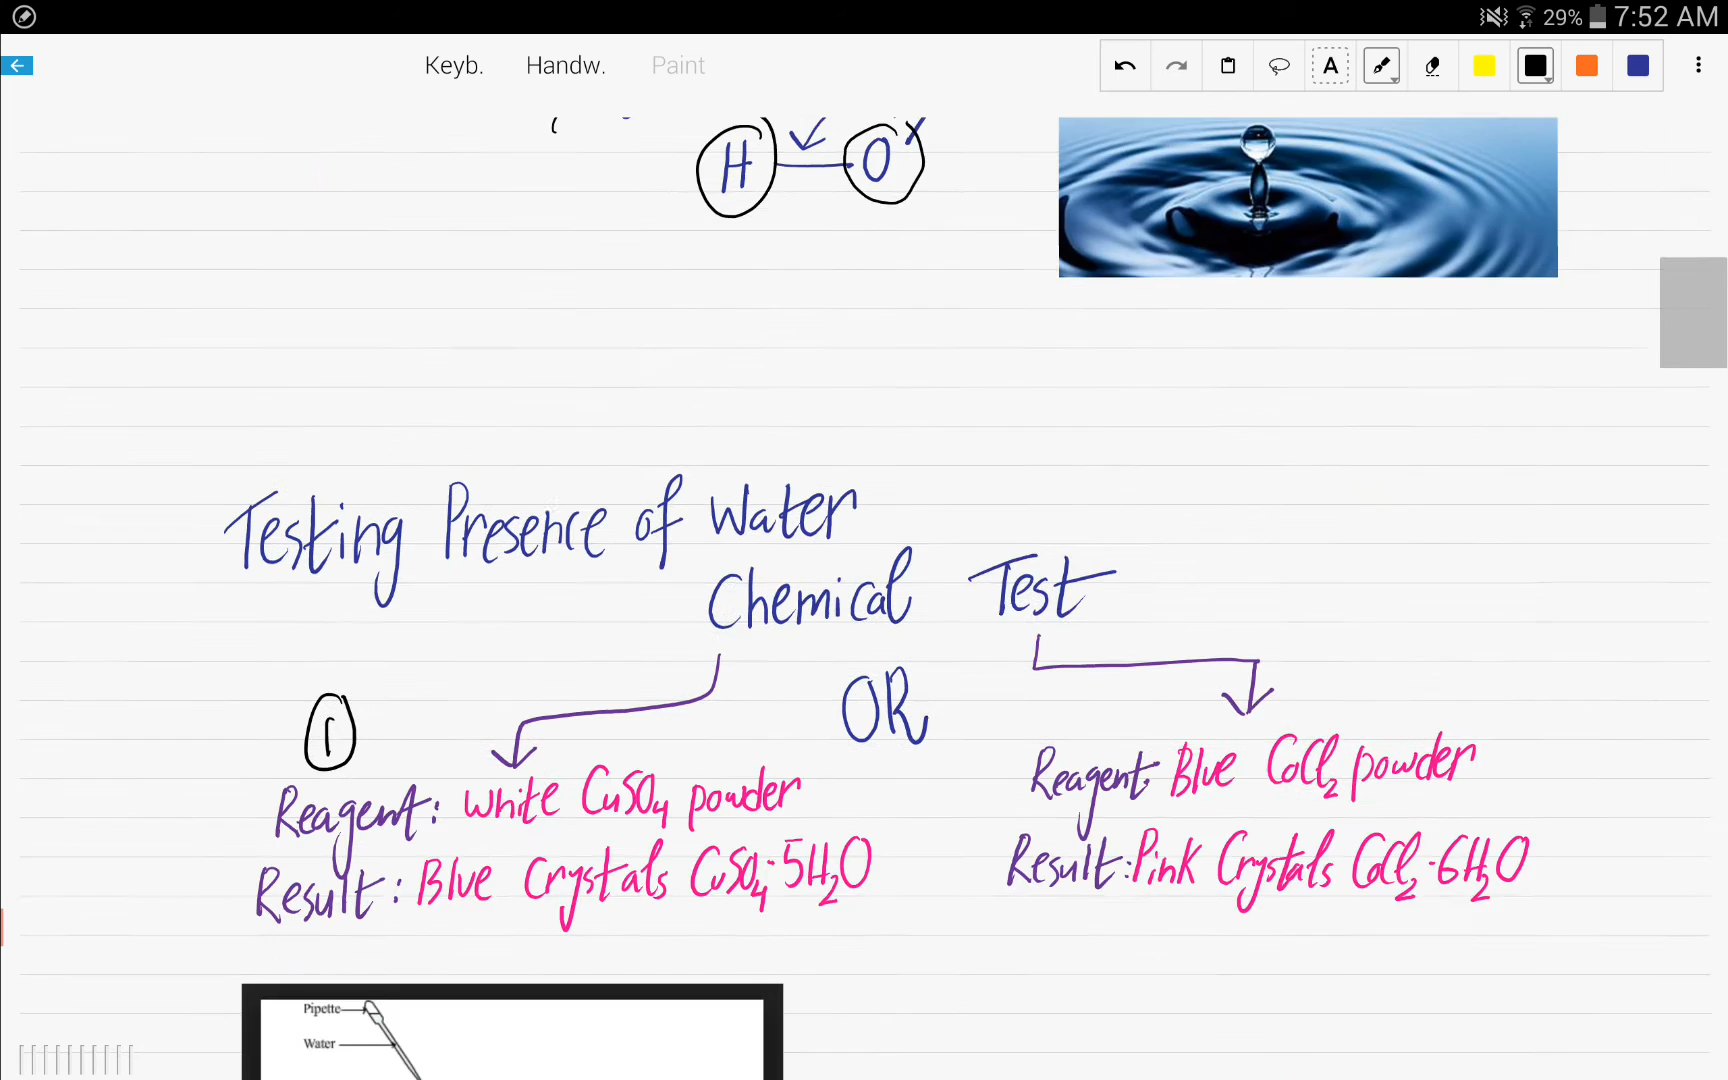 29% 7:52 AM
Keyb. Handw. Paint
A
H O
Testing Presence of Water
Chemical Test
OR
1
Reagent: White CuSO4 powder
Result: Blue Crystals CuSO4·5H2O
Reagent: Blue CoCl2 powder
Result: Pink Crystals CoCl2·6H2O
Pipette
Water